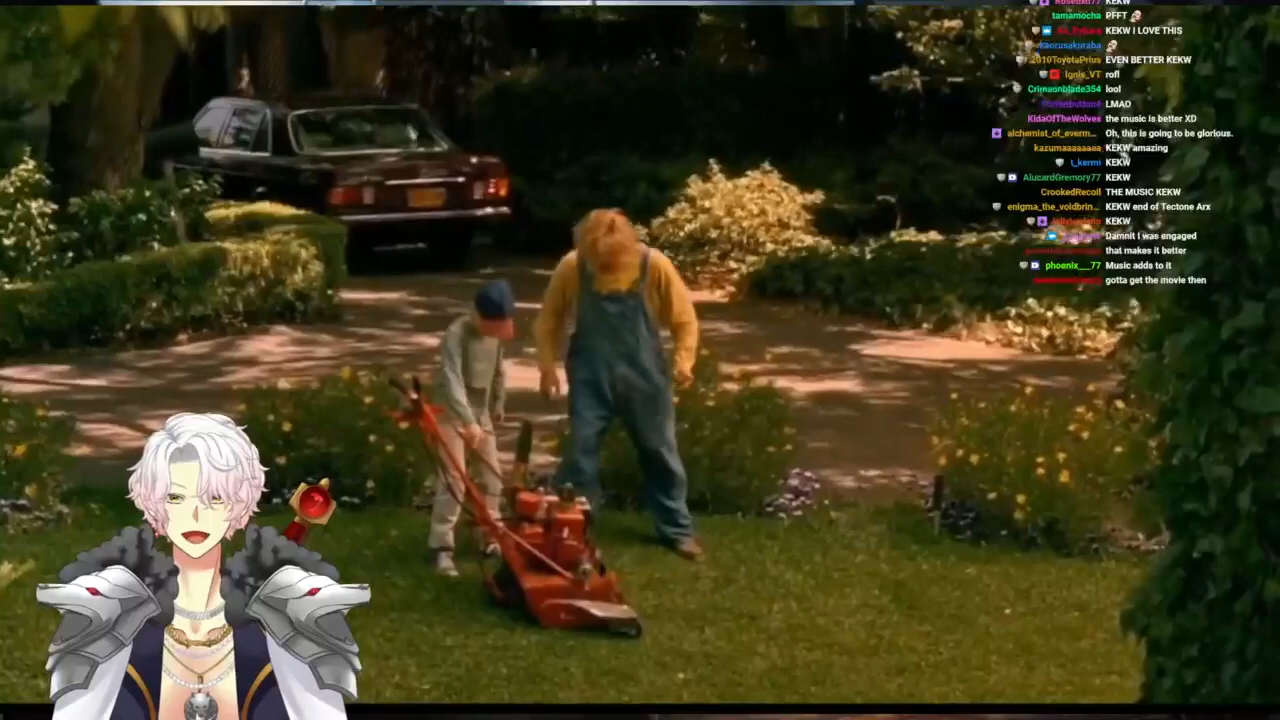 KEKW
tamamocha PFFT
KEKW I LOVE THIS
kaorusakuraba
2010ToyotaPrius EVEN BETTER KEKW
Ignis_VT rofl
Crimsonblade354 lool
LMAO
KidaOfTheWolves the music is better XD
alchemist_of_everm... Oh, this is going to be glorious.
kazumaaaaaaa KEKW amazing
i_kermi KEKW
AlucardGremory77 KEKW
CrookedRecoil THE MUSIC KEKW
enigma_the_voldbrin... KEKW end of Tectone Arx
KEKW
Damnit I was engaged
that makes it better
phoenix__77 Music adds to it
gotta get the movie then